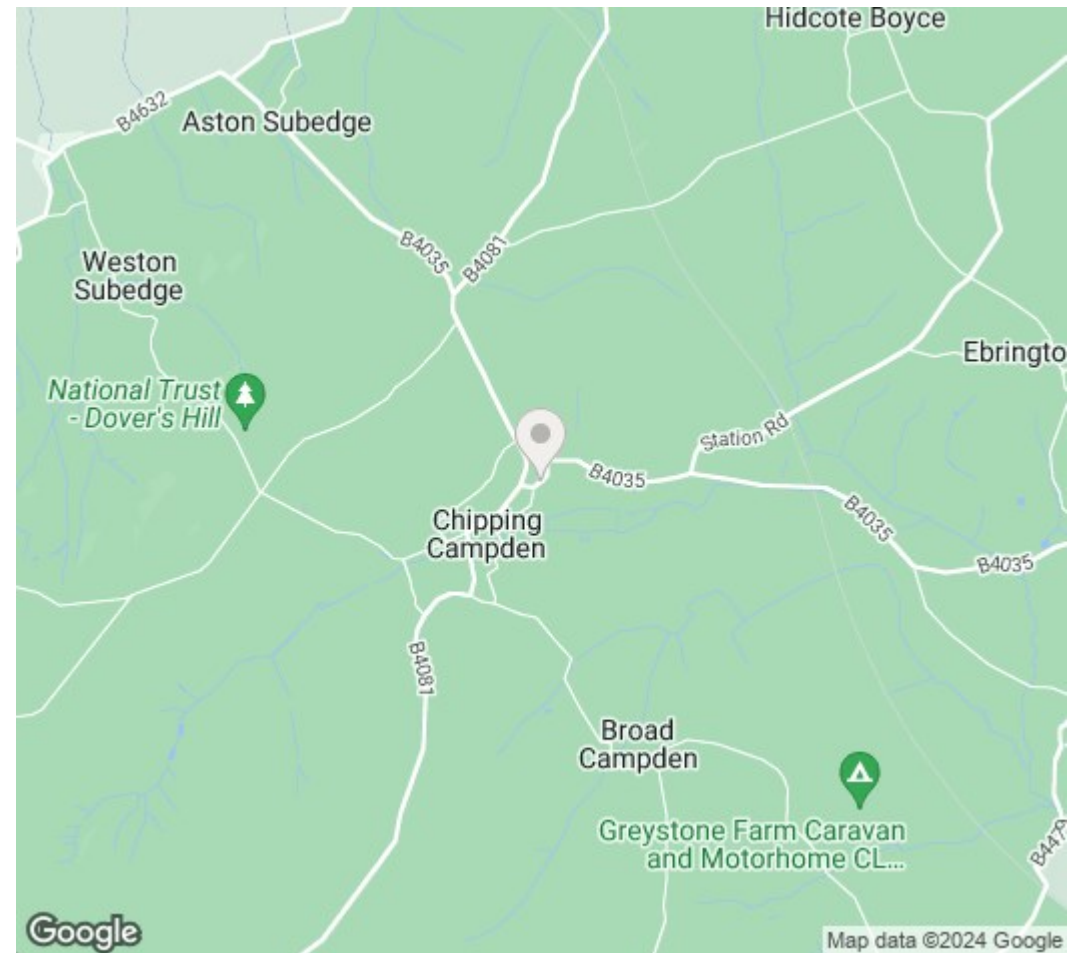 Hidcote Boyce
B4632
Aston Subedge
B4035
B4081
Weston
Subedge
Ebringto
National Trust
- Dover's Hill
Station Rd
B4035
B4035
Chipping
Campden
B4035
B4081
Broad
Campden
Greystone Farm Caravan
and Motorhome CL...
B4479
Google
Map data ©2024 Google